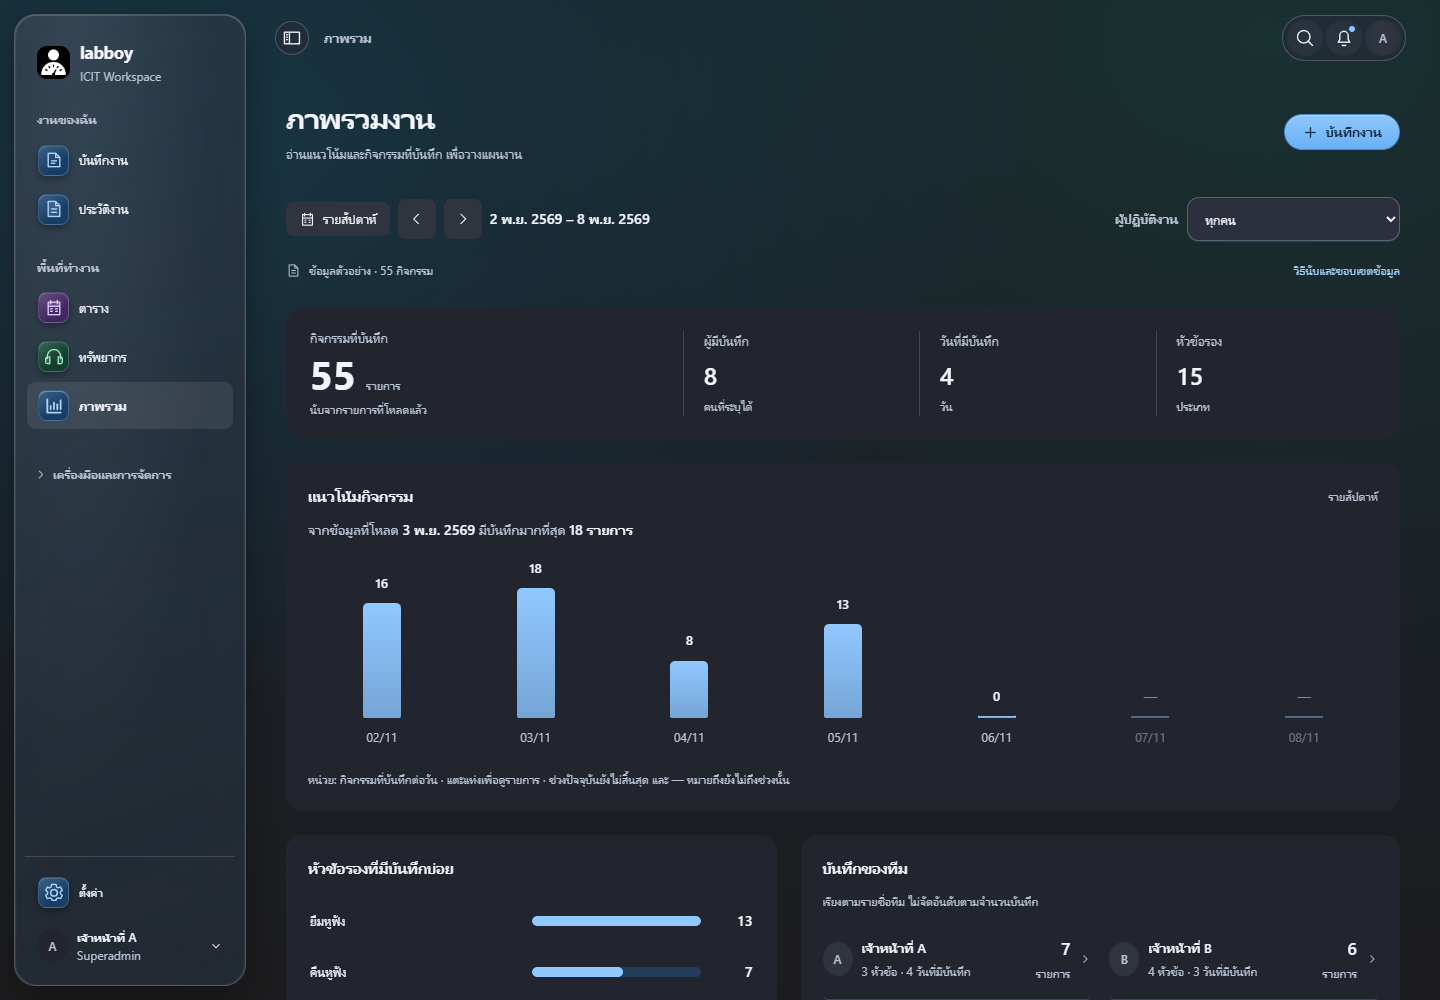 labboy
ICIT Workspace
งานของฉัน
บันทึกงาน
ประวัติงาน
พื้นที่ทำงาน
ตาราง
ทรัพยากร
ภาพรวม
เครื่องมือและการจัดการ
ตั้งค่า
A
เจ้าหน้าที่ A
Superadmin
ภาพรวม
A
ภาพรวมงาน
อ่านแนวโน้มและกิจกรรมที่บันทึก เพื่อวางแผนงาน
บันทึกงาน
รายสัปดาห์
2 พ.ย. 2569 – 8 พ.ย. 2569
ผู้ปฏิบัติงาน
ทุกคน
ข้อมูลตัวอย่าง · 55 กิจกรรม
วิธีนับและขอบเขตข้อมูล
กิจกรรมที่บันทึก
55 รายการ
นับจากรายการที่โหลดแล้ว
ผู้มีบันทึก
8
คนที่ระบุได้
วันที่มีบันทึก
4
วัน
หัวข้อรอง
15
ประเภท
แนวโน้มกิจกรรม
รายสัปดาห์
จากข้อมูลที่โหลด 3 พ.ย. 2569 มีบันทึกมากที่สุด 18 รายการ
16
18
8
13
0
—
—
02/11
03/11
04/11
05/11
06/11
07/11
08/11
หน่วย: กิจกรรมที่บันทึกต่อวัน · แตะแท่งเพื่อดูรายการ · ช่วงปัจจุบันยังไม่สิ้นสุด และ — หมายถึงยังไม่ถึงช่วงนั้น
หัวข้อรองที่มีบันทึกบ่อย
ยืมหูฟัง
13
คืนหูฟัง
7
บันทึกของทีม
เรียงตามรายชื่อทีม ไม่จัดอันดับตามจำนวนบันทึก
A
เจ้าหน้าที่ A
3 หัวข้อ · 4 วันที่มีบันทึก
7
รายการ
B
เจ้าหน้าที่ B
4 หัวข้อ · 3 วันที่มีบันทึก
6
รายการ